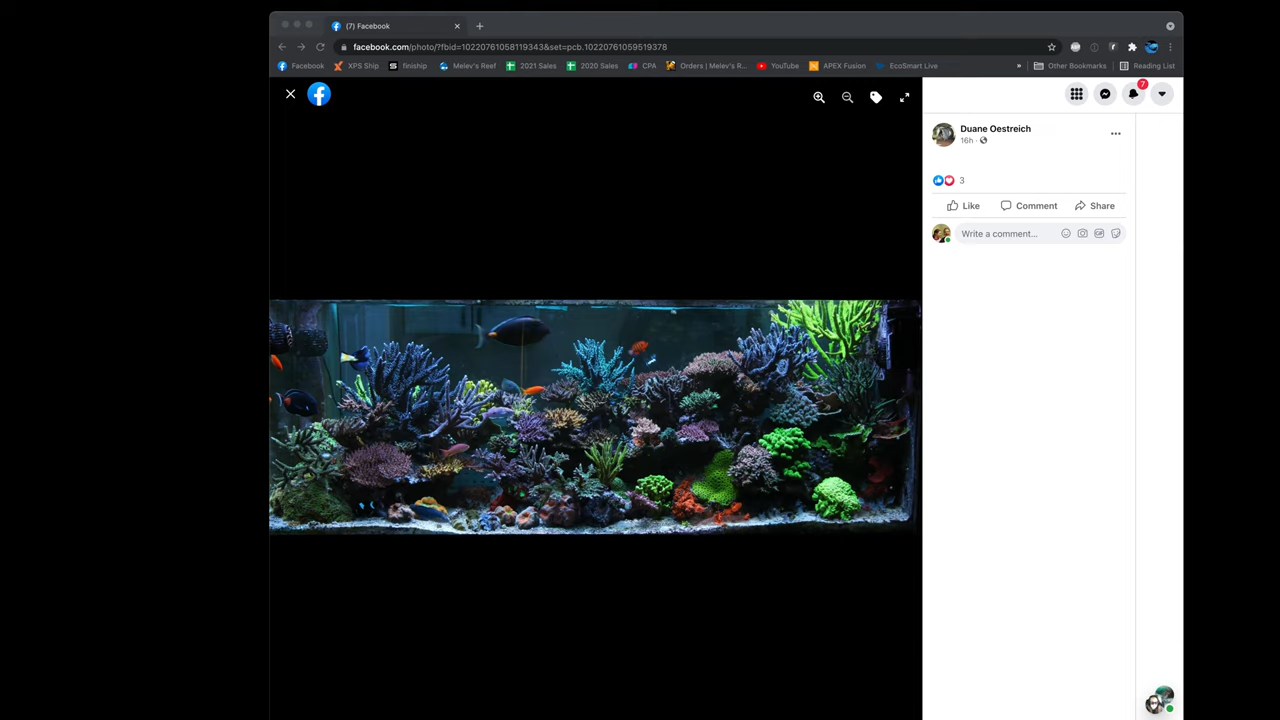 (7) Facebook
facebook.com/photo/?fbid=10220761058119343&set=pcb.10220761059519378
Facebook XPS Ship finiship Melev's Reef 2021 Sales 2020 Sales CPA Orders | Melev's R... YouTube APEX Fusion EcoSmart Live » Other Bookmarks Reading List
7
Duane Oestreich
16h ·
3
Like Comment Share
Write a comment...
GIF